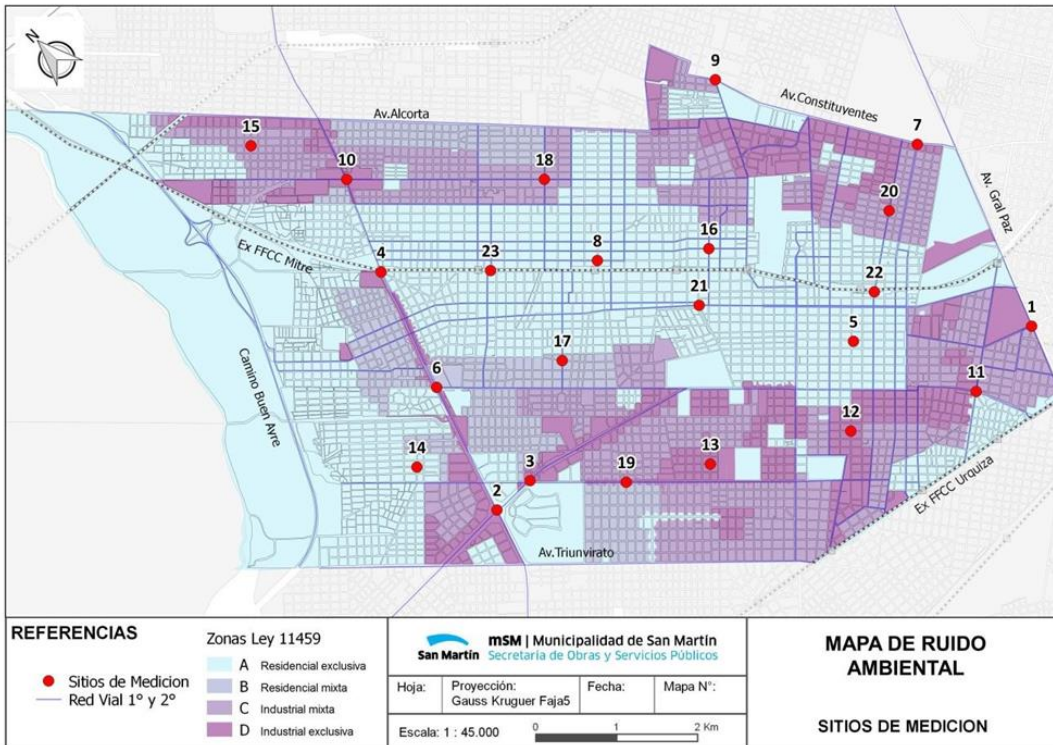 N
9
Av.Constituyentes
Av.Alcorta
7
15
10
18
Av. Gral Paz
20
16
8
23
4
Ex FFCC Mitre
22
21
1
5
17
6
11
Camino Buen Ayre
12
14
13
3
19
2
Ex FFCC Urquiza
Av.Triunvirato
REFERENCIAS
Sitios de Medicion
Red Vial 1° y 2°
Zonas Ley 11459
A Residencial exclusiva
B Residencial mixta
C Industrial mixta
D Industrial exclusiva
San Martín
mSM | Municipalidad de San Martín
Secretaría de Obras y Servicios Públicos
Hoja:
Proyección:
Gauss Kruguer Faja5
Fecha:
Mapa N°:
Escala: 1 : 45.000
0 1 2 Km
MAPA DE RUIDO
AMBIENTAL
SITIOS DE MEDICION